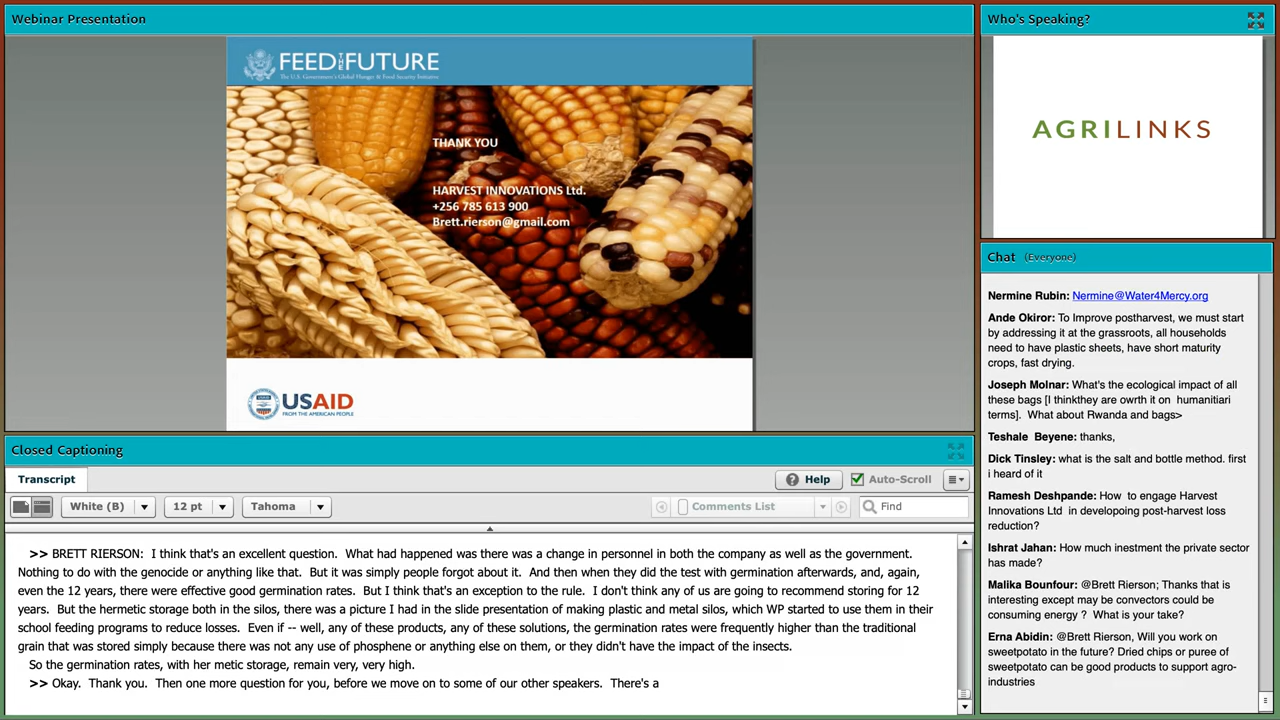 Webinar Presentation
FEED THE FUTURE
The U.S. Government's Global Hunger & Food Security Initiative
THANK YOU
HARVEST INNOVATIONS Ltd.
+256 785 613 900
Brett.rierson@gmail.com
USAID
FROM THE AMERICAN PEOPLE
Closed Captioning
Transcript
Help
Auto-Scroll
White (B)
12 pt
Tahoma
Comments List
Find
>> BRETT RIERSON: I think that's an excellent question. What had happened was there was a change in personnel in both the company as well as the government.
Nothing to do with the genocide or anything like that. But it was simply people forgot about it. And then when they did the test with germination afterwards, and, again,
even the 12 years, there were effective good germination rates. But I think that's an exception to the rule. I don't think any of us are going to recommend storing for 12
years. But the hermetic storage both in the silos, there was a picture I had in the slide presentation of making plastic and metal silos, which WP started to use them in their
school feeding programs to reduce losses. Even if -- well, any of these products, any of these solutions, the germination rates were frequently higher than the traditional
grain that was stored simply because there was not any use of phosphene or anything else on them, or they didn't have the impact of the insects.
So the germination rates, with her metic storage, remain very, very high.
>> Okay. Thank you. Then one more question for you, before we move on to some of our other speakers. There's a
Who's Speaking?
AGRILINKS
Chat (Everyone)
Nermine Rubin: Nermine@Water4Mercy.org
Ande Okiror: To Improve postharvest, we must start
by addressing it at the grassroots, all households
need to have plastic sheets, have short maturity
crops, fast drying.
Joseph Molnar: What's the ecological impact of all
these bags [I thinkthey are owrth it on humanitiari
terms]. What about Rwanda and bags>
Teshale Beyene: thanks,
Dick Tinsley: what is the salt and bottle method. first
i heard of it
Ramesh Deshpande: How to engage Harvest
Innovations Ltd in developoing post-harvest loss
reduction?
Ishrat Jahan: How much inestment the private sector
has made?
Malika Bounfour: @Brett Rierson; Thanks that is
interesting except may be convectors could be
consuming energy ? What is your take?
Erna Abidin: @Brett Rierson, Will you work on
sweetpotato in the future? Dried chips or puree of
sweetpotato can be good products to support agro-
industries